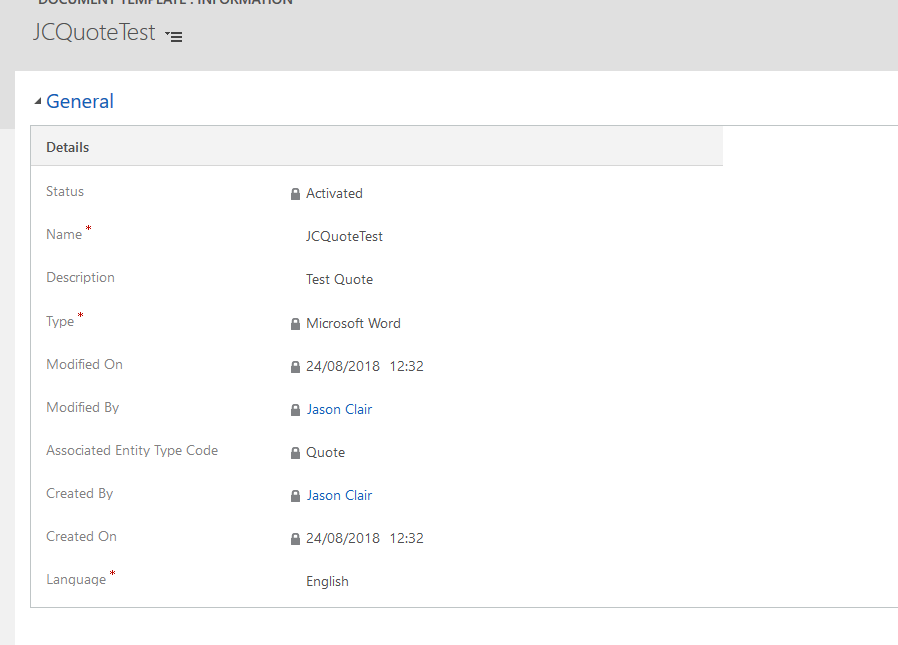 DOCUMENT TEMPLATE : INFORMATION
JCQuoteTest
General
Details
Status Activated
Name * JCQuoteTest
Description Test Quote
Type * Microsoft Word
Modified On 24/08/2018 12:32
Modified By Jason Clair
Associated Entity Type Code Quote
Created By Jason Clair
Created On 24/08/2018 12:32
Language * English